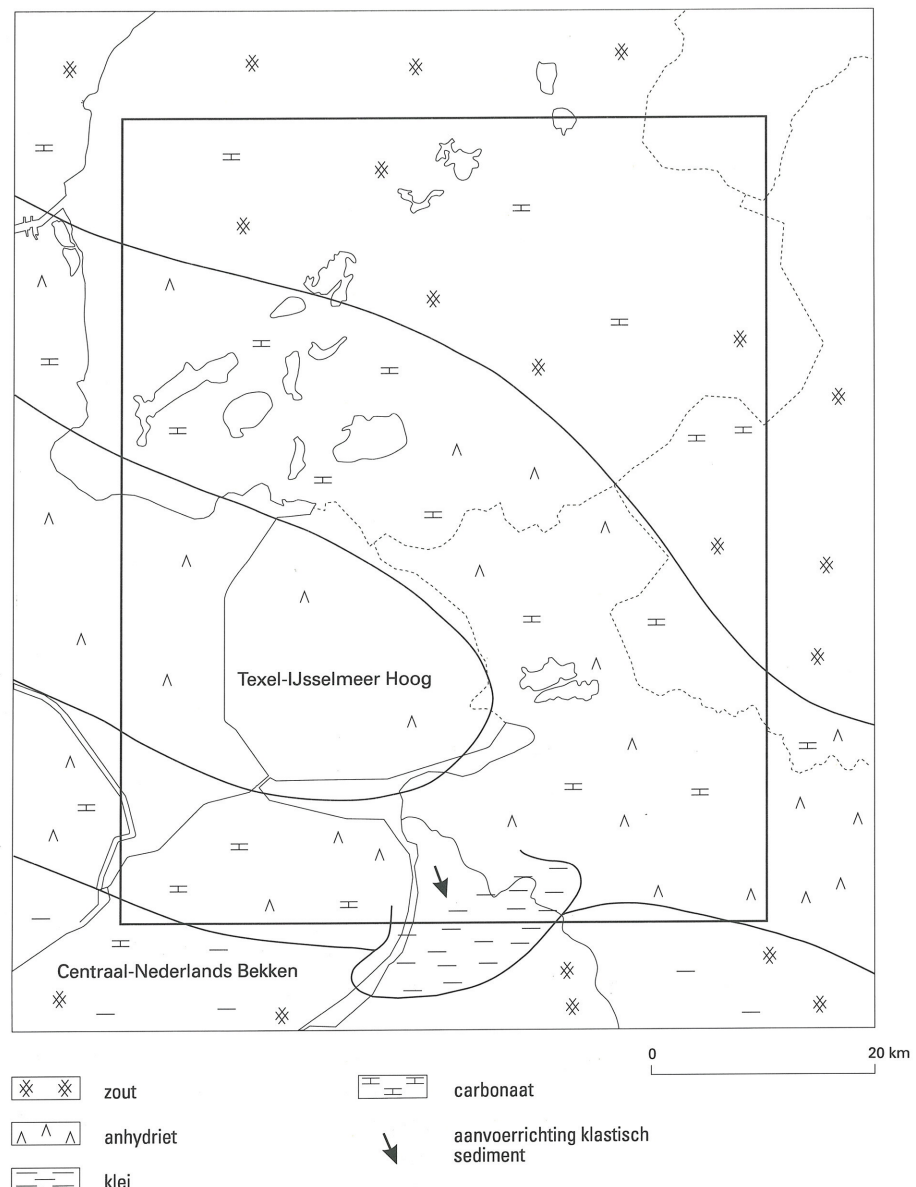 Texel-IJsselmeer Hoog
Centraal-Nederlands Bekken
0
20 km
zout
anhydriet
klei
carbonaat
aanvoerrichting klastisch
sediment